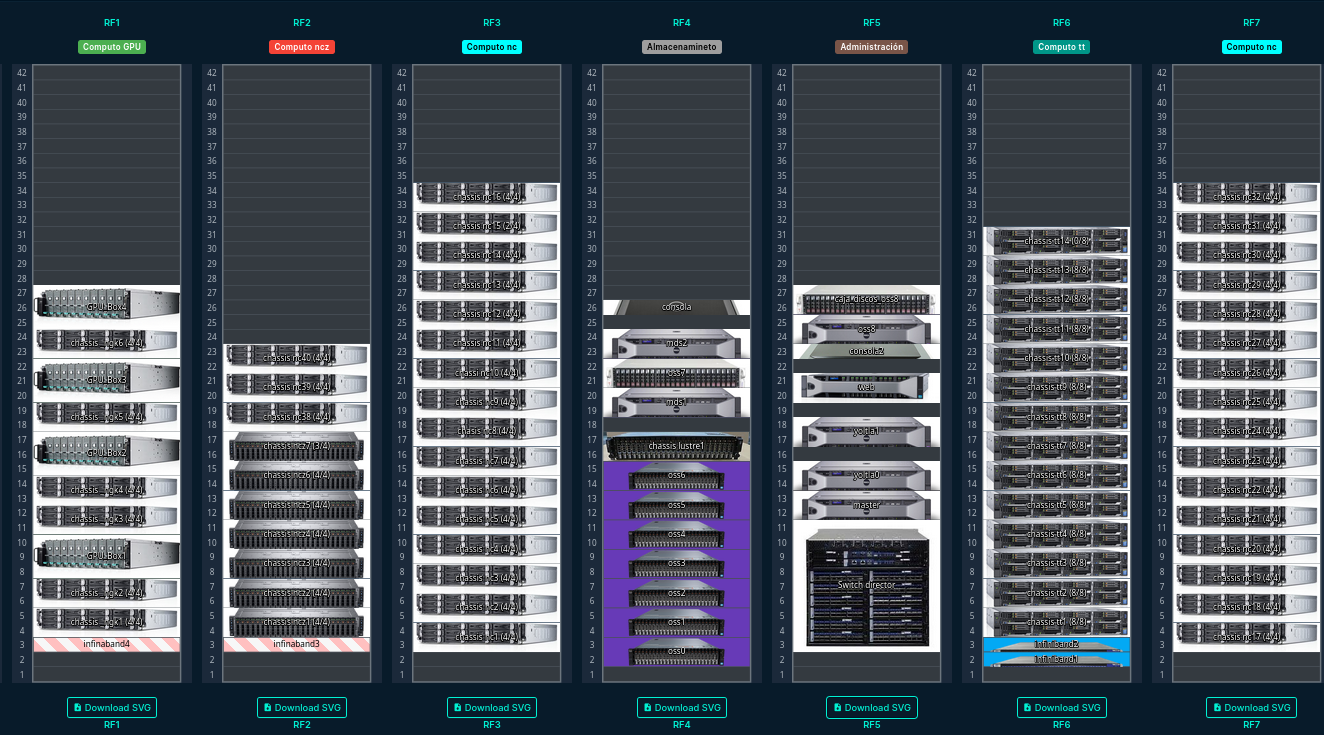 RF1 RF2 RF3 RF4 RF5 RF6 RF7
Computo GPU Computo ncz Computo nc Almacenamineto Administración Computo tt Computo nc
42 42 42 42 42 42 42
41 41 41 41 41 41 41
40 40 40 40 40 40 40
39 39 39 39 39 39 39
38 38 38 38 38 38 38
37 37 37 37 37 37 37
36 36 36 36 36 36 36
35 35 35 35 35 35 35
34 34 34 chassis nc16 (4/4) 34 34 34 34 chassis nc32 (4/4)
33 33 33 33 33 33 33
32 32 32 chassis nc15 (2/4) 32 32 32 32 chassis nc31 (4/4)
31 31 31 31 31 31 chassis tt14 (0/8) 31
30 30 30 chassis nc14 (4/4) 30 30 30 30 chassis nc30 (4/4)
29 29 29 29 29 29 chassis tt13 (8/8) 29
28 28 28 chassis nc13 (4/4) 28 28 28 28 chassis nc29 (4/4)
27 27 27 27 27 caja_discos_oss8 27 chassis tt12 (8/8) 27
26 GPU-Box4 26 26 chassis nc12 (4/4) 26 consola 26 26 26 chassis nc28 (4/4)
25 25 25 25 25 oss8 25 chassis tt11 (8/8) 25
24 chassis_ngk6 (4/4) 24 24 chassis nc11 (4/4) 24 mds2 24 24 24 chassis nc27 (4/4)
23 23 chassis nc40 (4/4) 23 23 23 consola2 23 chassis tt10 (8/8) 23
22 22 22 chassis nc10 (4/4) 22 oss7 22 22 22 chassis nc26 (4/4)
21 GPU-Box3 21 chassis nc39 (4/4) 21 21 21 web 21 chassis tt9 (8/8) 21
20 20 20 chassis nc9 (4/4) 20 mds1 20 20 20 chassis nc25 (4/4)
19 chassis_ngk5 (4/4) 19 chassis nc38 (4/4) 19 19 19 19 chassis tt8 (8/8) 19
18 18 18 chasis nc8 (4/4) 18 18 yoltla1 18 18 chassis nc24 (4/4)
17 17 chassis ncz7 (3/4) 17 17 chassis lustre1 17 17 chassis tt7 (8/8) 17
16 GPU-Box2 16 16 chassis nc7 (4/4) 16 16 16 16 chassis nc23 (4/4)
15 15 chassis ncz6 (4/4) 15 15 oss6 15 yoltla0 15 chassis tt6 (8/8) 15
14 chassis_ngk4 (4/4) 14 14 chassis nc6 (4/4) 14 14 14 14 chassis nc22 (4/4)
13 13 chassis ncz5 (4/4) 13 13 oss5 13 master 13 chassis tt5 (8/8) 13
12 chassis_ngk3 (4/4) 12 12 chassis nc5 (4/4) 12 12 12 12 chassis nc21 (4/4)
11 11 chassis ncz4 (4/4) 11 11 oss4 11 11 chassis tt4 (8/8) 11
10 10 10 chassis nc4 (4/4) 10 10 10 10 chassis nc20 (4/4)
9 GPU-Box1 9 chassis ncz3 (4/4) 9 9 oss3 9 9 chassis tt3 (8/8) 9
8 8 8 chassis nc3 (4/4) 8 8 Switch director 8 8 chassis nc19 (4/4)
7 chassis_ngk2 (4/4) 7 chassis ncz2 (4/4) 7 7 oss2 7 7 chassis tt2 (8/8) 7
6 6 6 chassis nc2 (4/4) 6 6 6 6 chassis nc18 (4/4)
5 chassis_ngk1 (4/4) 5 chassis ncz1 (4/4) 5 5 oss1 5 5 chassis tt1 (8/8) 5
4 4 4 chassis nc1 (4/4) 4 4 4 4 chassis nc17 (4/4)
3 infinaband4 3 infinaband3 3 3 oss0 3 3 infiniband2 3
2 2 2 2 2 2 infiniband1 2
1 1 1 1 1 1 1
Download SVG Download SVG Download SVG Download SVG Download SVG Download SVG Download SVG
RF1 RF2 RF3 RF4 RF5 RF6 RF7